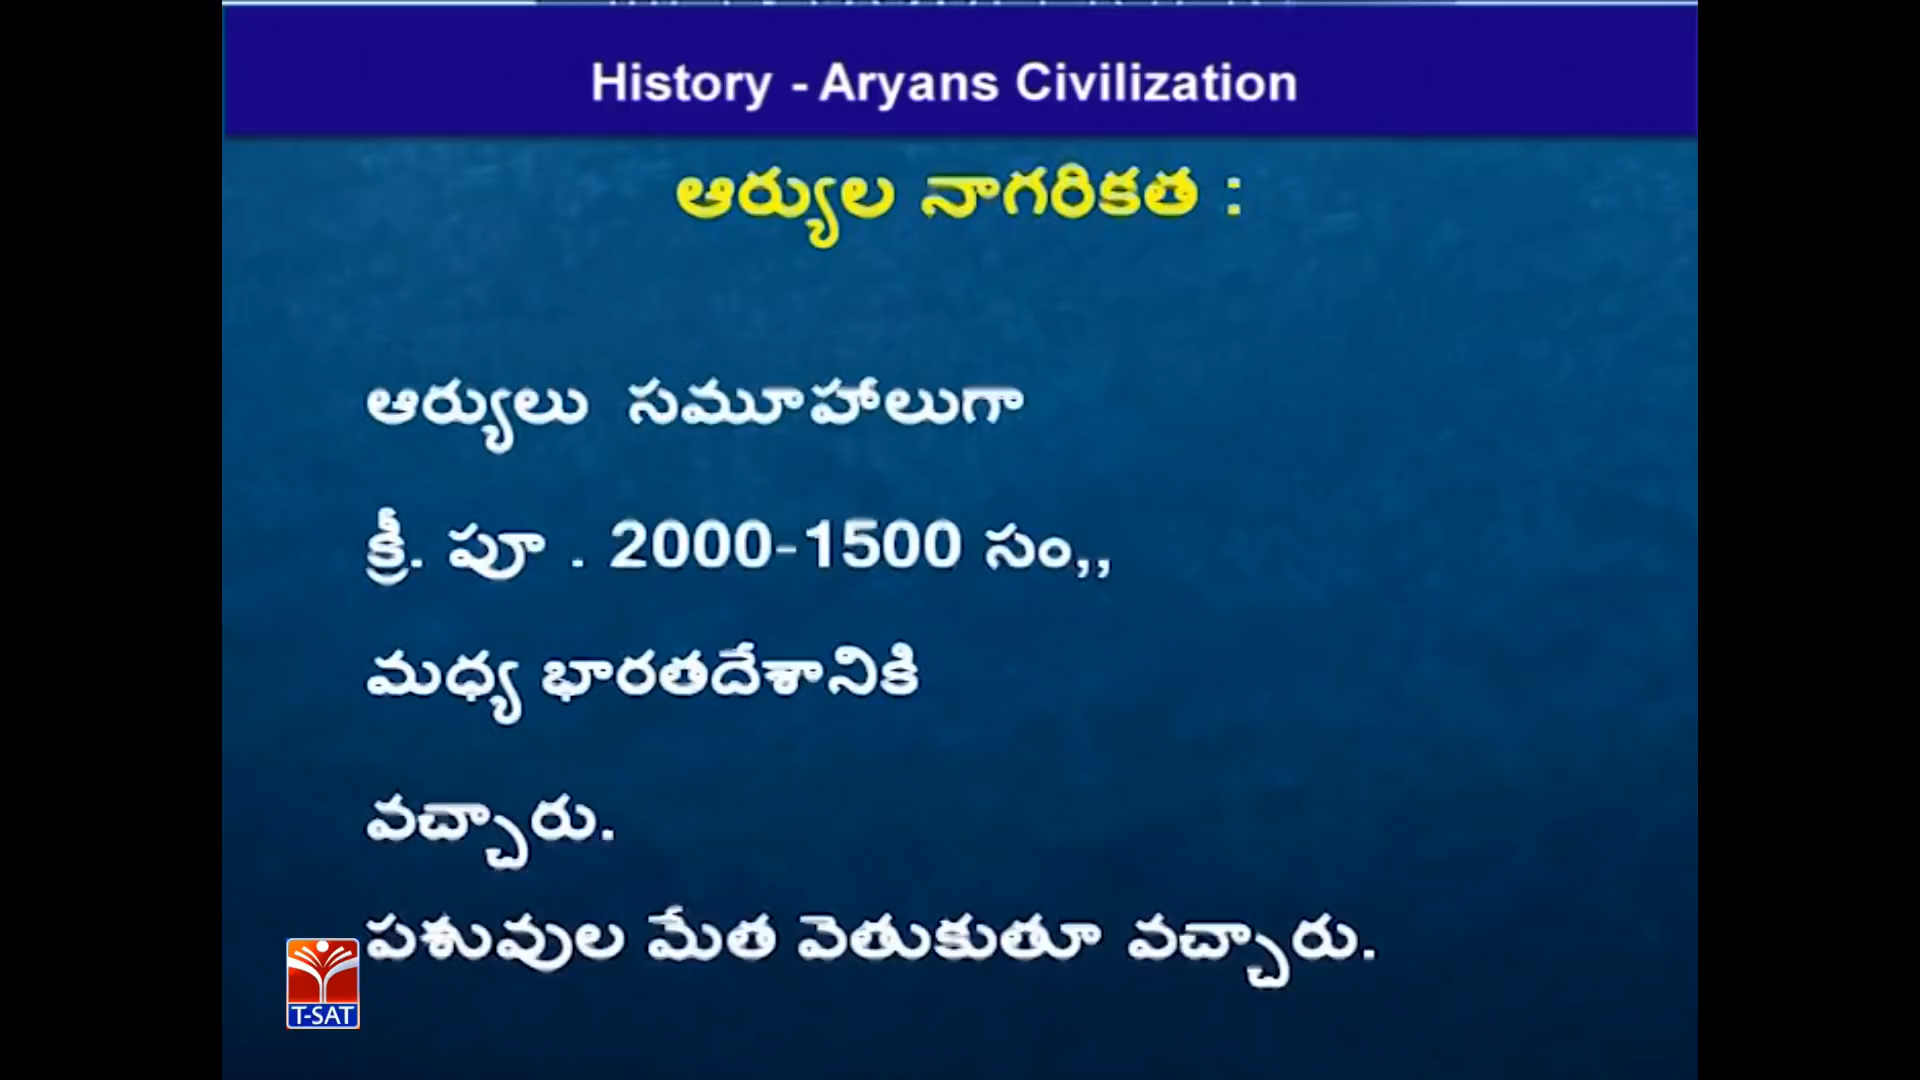 History - Aryans Civilization
ఆర్యుల నాగరికత :
ఆర్యులు సమూహాలుగా
క్రీ. పూ . 2000-1500 సం,,
మధ్య భారతదేశానికి
వచ్చారు.
పశువుల మేత వెతుకుతూ వచ్చారు.
T-SAT